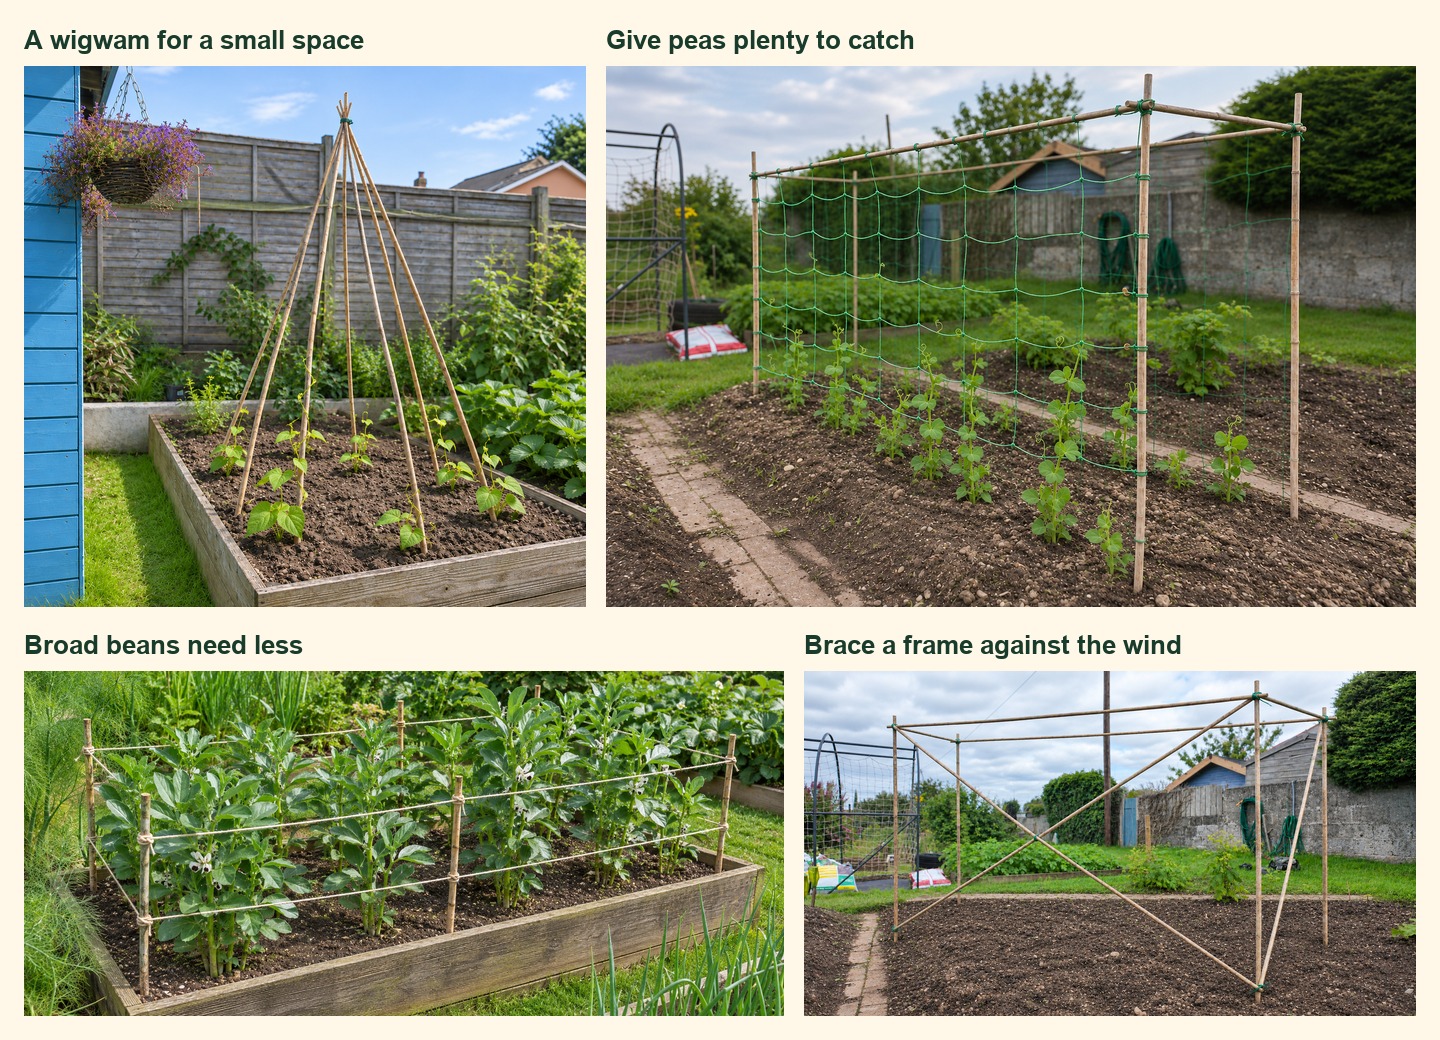 A wigwam for a small space
Give peas plenty to catch
Broad beans need less
Brace a frame against the wind